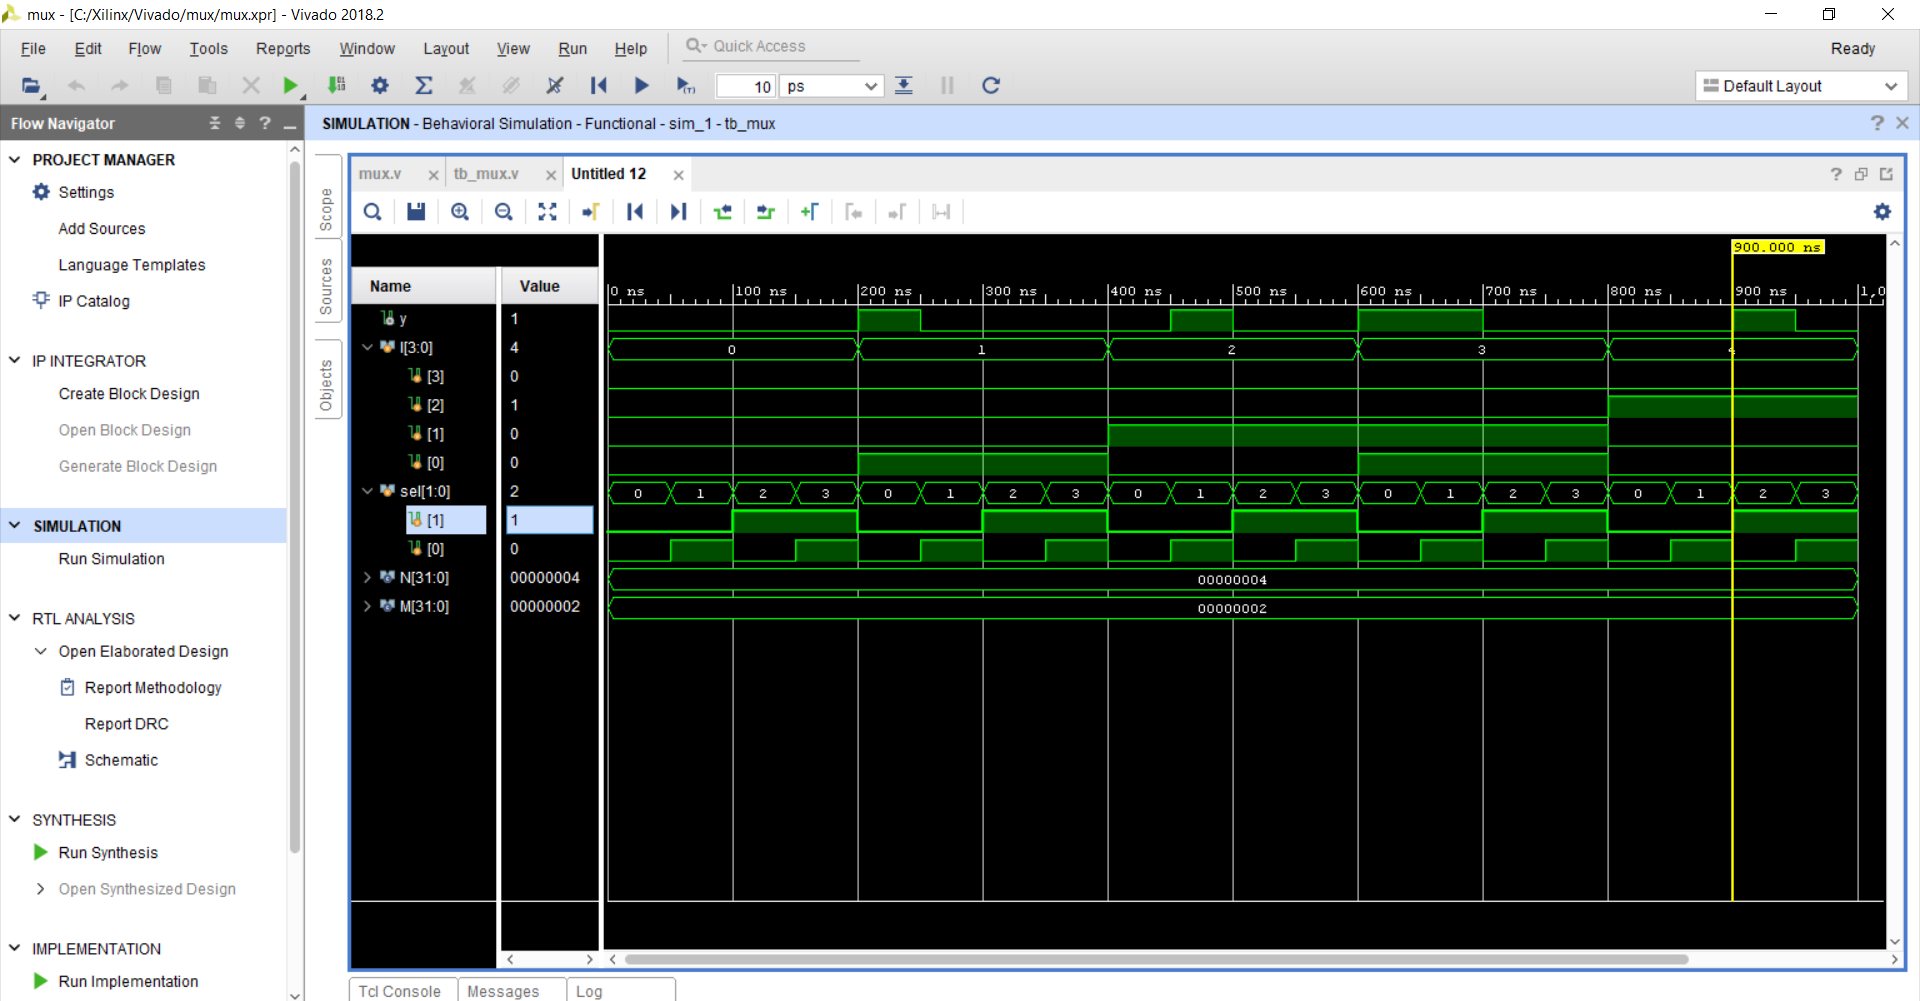 mux - [C:/Xilinx/Vivado/mux/mux.xpr] - Vivado 2018.2
File Edit Flow Tools Reports Window Layout View Run Help Quick Access Ready
10 ps Default Layout
Flow Navigator
SIMULATION - Behavioral Simulation - Functional - sim_1 - tb_mux
PROJECT MANAGER
Settings
Add Sources
Language Templates
IP Catalog
IP INTEGRATOR
Create Block Design
Open Block Design
Generate Block Design
SIMULATION
Run Simulation
RTL ANALYSIS
Open Elaborated Design
Report Methodology
Report DRC
Schematic
SYNTHESIS
Run Synthesis
Open Synthesized Design
IMPLEMENTATION
Run Implementation
Scope
Sources
Objects
mux.v tb_mux.v Untitled 12
900.000 ns
Name Value
0 ns 100 ns 200 ns 300 ns 400 ns 500 ns 600 ns 700 ns 800 ns 900 ns 1,0
y 1
I[3:0] 4 0 1 2 3 4
[3] 0
[2] 1
[1] 0
[0] 0
sel[1:0] 2 0 1 2 3 0 1 2 3 0 1 2 3 0 1 2 3 0 1 2 3
[1] 1
[0] 0
N[31:0] 00000004 00000004
M[31:0] 00000002 00000002
Tcl Console Messages Log